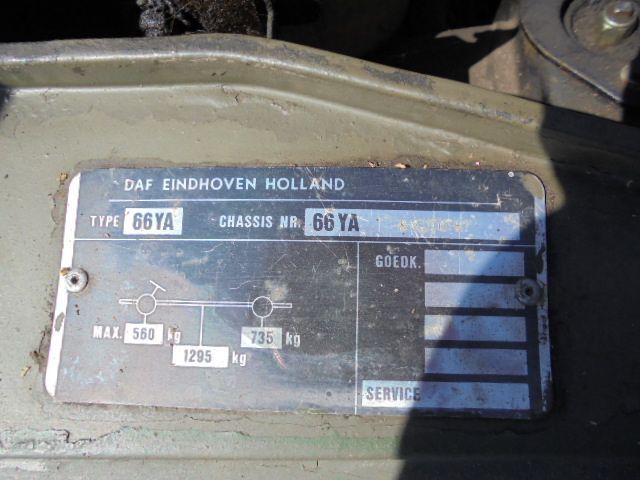 DAF EINDHOVEN HOLLAND
TYPE 66YA CHASSIS NR. 66YA
GOEDK.
MAX. 560 kg 735 kg
1295 kg
SERVICE